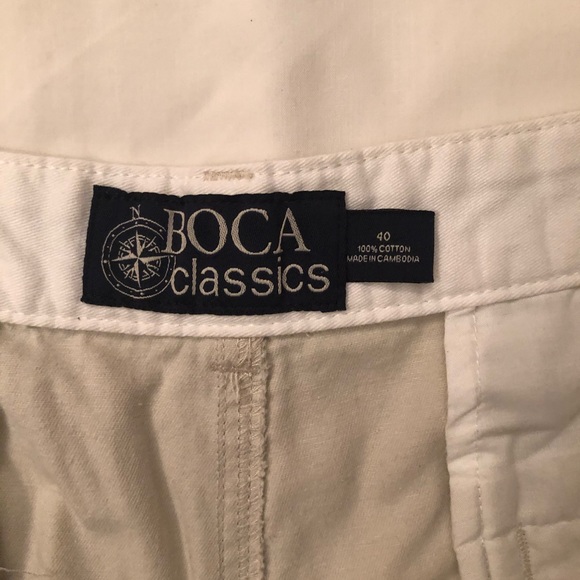 N
BOCA
classics
40
100% COTTON
MADE IN CAMBODIA